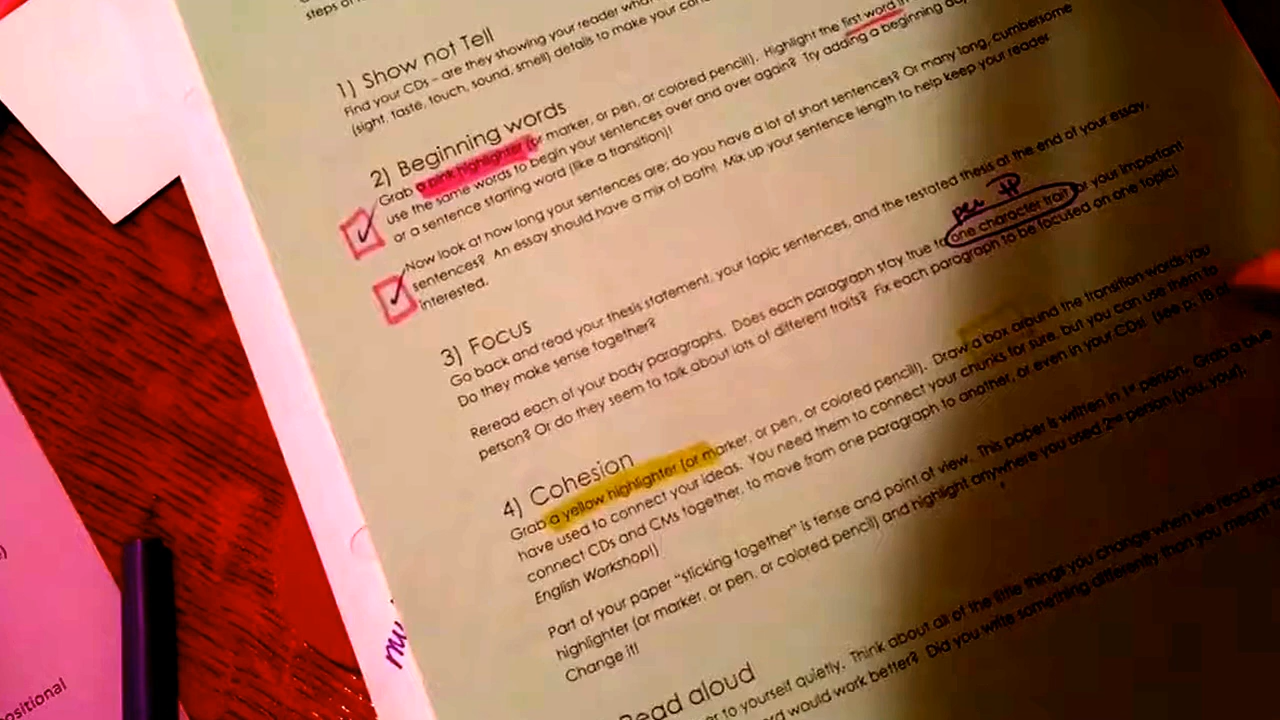 steps of
1) Show not Tell
Find your CDs – are they showing your reader wha
(sight, taste, touch, sound, smell) details to make your con
2) Beginning words
Grab a pink highlighter (or marker, or pen, or colored pencil!). Highlight the first word in
use the same words to begin your sentences over and over again? Try adding a beginning
or a sentence starting word (like a transition)!
Now look at how long your sentences are; do you have a lot of short sentences? Or many long, cumbersome
sentences? An essay should have a mix of both! Mix up your sentence length to help keep your reader
interested.
3) Focus
Go back and read your thesis statement, your topic sentences, and the restated thesis at the end of your essay.
Do they make sense together?
per ¶
Reread each of your body paragraphs. Does each paragraph stay true to one character trait of your important
person? Or do they seem to talk about lots of different traits? Fix each paragraph to be focused on one topic!
4) Cohesion
Grab a yellow highlighter (or marker, or pen, or colored pencil!). Draw a box around the transition words you
have used to connect your ideas. You need them to connect your chunks for sure, but you can use them to
connect CDs and CMs together, to move from one paragraph to another, or even in your CDs! (see p. 16 of
English Workshop!)
Part of your paper "sticking together" is tense and point of view. This paper is written in 1st person. Grab a blue
highlighter (or marker, or pen, or colored pencil) and highlight anywhere you used 2nd person (you, your).
Change it!
Read aloud
er to yourself quietly. Think about all of the little things you change when we read
rd would work better? Did you write something differently than you meant
ositional